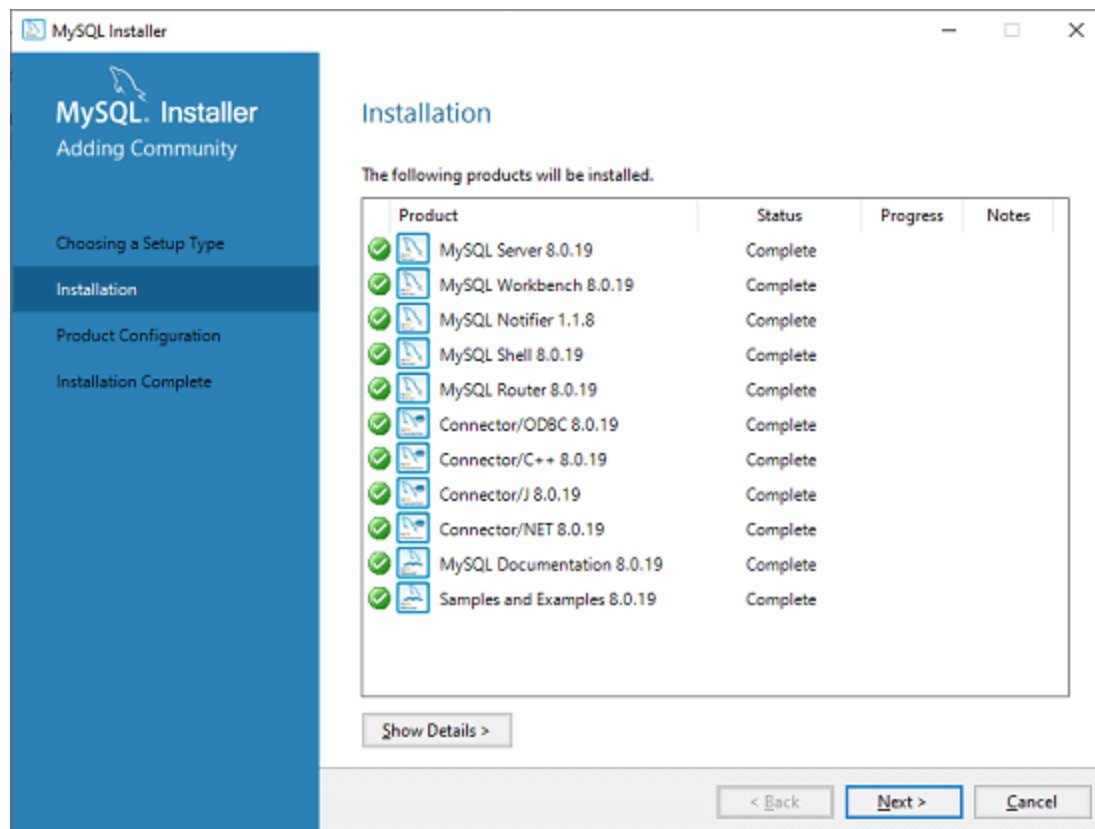 MySQL Installer
MySQL. Installer
Adding Community
Choosing a Setup Type
Installation
Product Configuration
Installation Complete
Installation
The following products will be installed.
Product Status Progress Notes
MySQL Server 8.0.19 Complete
MySQL Workbench 8.0.19 Complete
MySQL Notifier 1.1.8 Complete
MySQL Shell 8.0.19 Complete
MySQL Router 8.0.19 Complete
Connector/ODBC 8.0.19 Complete
Connector/C++ 8.0.19 Complete
Connector/J 8.0.19 Complete
Connector/NET 8.0.19 Complete
MySQL Documentation 8.0.19 Complete
Samples and Examples 8.0.19 Complete
Show Details >
< Back Next > Cancel